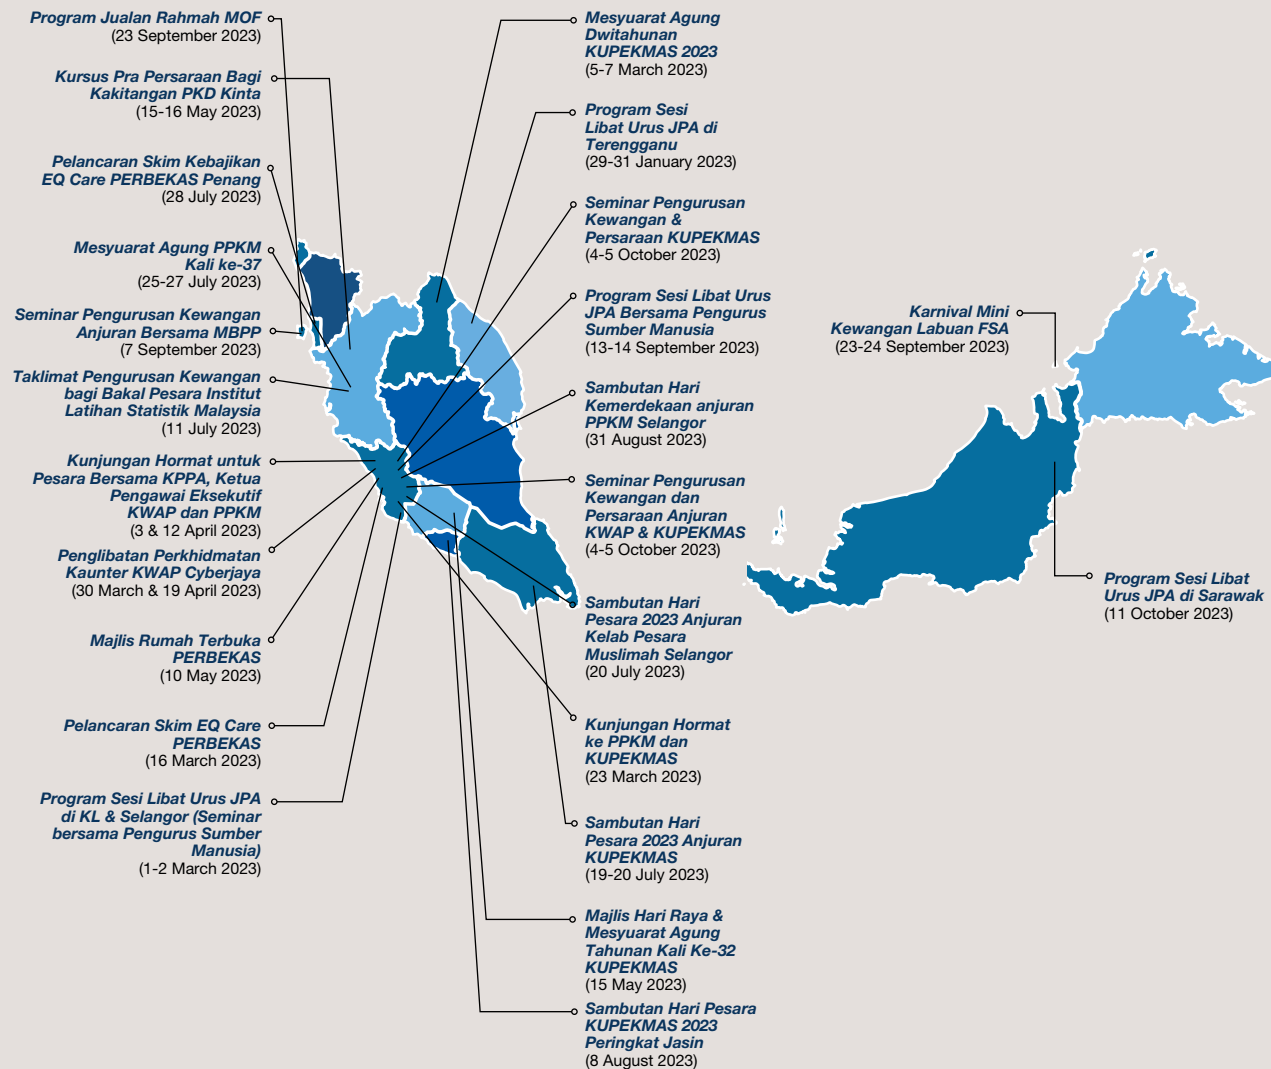 Program Jualan Rahmah MOF
(23 September 2023)
Kursus Pra Persaraan Bagi
Kakitangan PKD Kinta
(15-16 May 2023)
Pelancaran Skim Kebajikan
EQ Care PERBEKAS Penang
(28 July 2023)
Mesyuarat Agung PPKM
Kali ke-37
(25-27 July 2023)
Seminar Pengurusan Kewangan
Anjuran Bersama MBPP
(7 September 2023)
Taklimat Pengurusan Kewangan
bagi Bakal Pesara Institut
Latihan Statistik Malaysia
(11 July 2023)
Kunjungan Hormat untuk
Pesara Bersama KPPA, Ketua
Pengawai Eksekutif
KWAP dan PPKM
(3 & 12 April 2023)
Penglibatan Perkhidmatan
Kaunter KWAP Cyberjaya
(30 March & 19 April 2023)
Majlis Rumah Terbuka
PERBEKAS
(10 May 2023)
Pelancaran Skim EQ Care
PERBEKAS
(16 March 2023)
Program Sesi Libat Urus JPA
di KL & Selangor (Seminar
bersama Pengurus Sumber
Manusia)
(1-2 March 2023)
Mesyuarat Agung
Dwitahunan
KUPEKMAS 2023
(5-7 March 2023)
Program Sesi
Libat Urus JPA di
Terengganu
(29-31 January 2023)
Seminar Pengurusan
Kewangan &
Persaraan KUPEKMAS
(4-5 October 2023)
Program Sesi Libat Urus
JPA Bersama Pengurus
Sumber Manusia
(13-14 September 2023)
Sambutan Hari
Kemerdekaan anjuran
PPKM Selangor
(31 August 2023)
Seminar Pengurusan
Kewangan dan
Persaraan Anjuran
KWAP & KUPEKMAS
(4-5 October 2023)
Sambutan Hari
Pesara 2023 Anjuran
Kelab Pesara
Muslimah Selangor
(20 July 2023)
Kunjungan Hormat
ke PPKM dan
KUPEKMAS
(23 March 2023)
Sambutan Hari
Pesara 2023 Anjuran
KUPEKMAS
(19-20 July 2023)
Majlis Hari Raya &
Mesyuarat Agung
Tahunan Kali Ke-32
KUPEKMAS
(15 May 2023)
Sambutan Hari Pesara
KUPEKMAS 2023
Peringkat Jasin
(8 August 2023)
Karnival Mini
Kewangan Labuan FSA
(23-24 September 2023)
Program Sesi Libat
Urus JPA di Sarawak
(11 October 2023)